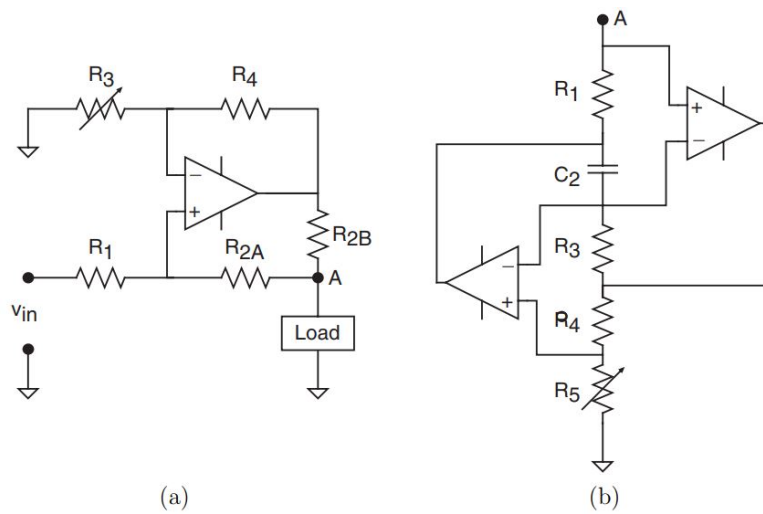 R3
R4
−
+
R2B
R1
R2A
A
vin
Load
(a)
A
R1
+
−
C2
−
R3
+
R4
R5
(b)